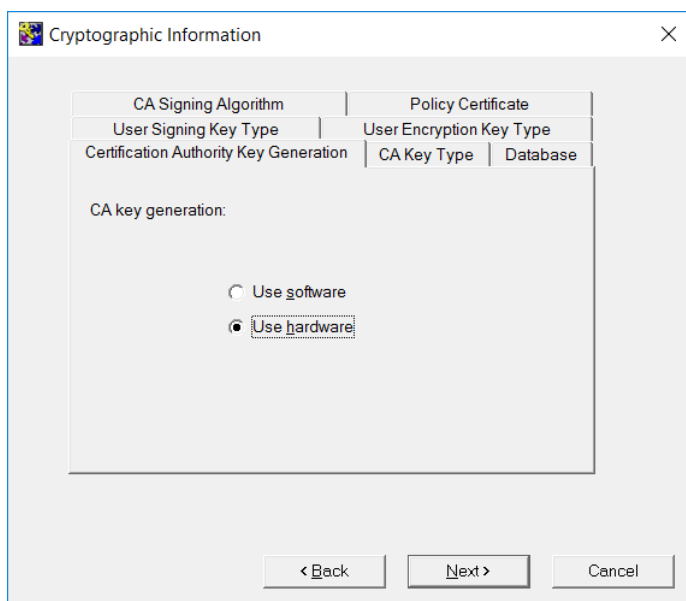 Cryptographic Information
CA Signing Algorithm Policy Certificate
User Signing Key Type User Encryption Key Type
Certification Authority Key Generation CA Key Type Database
CA key generation:
Use software
Use hardware
< Back Next > Cancel